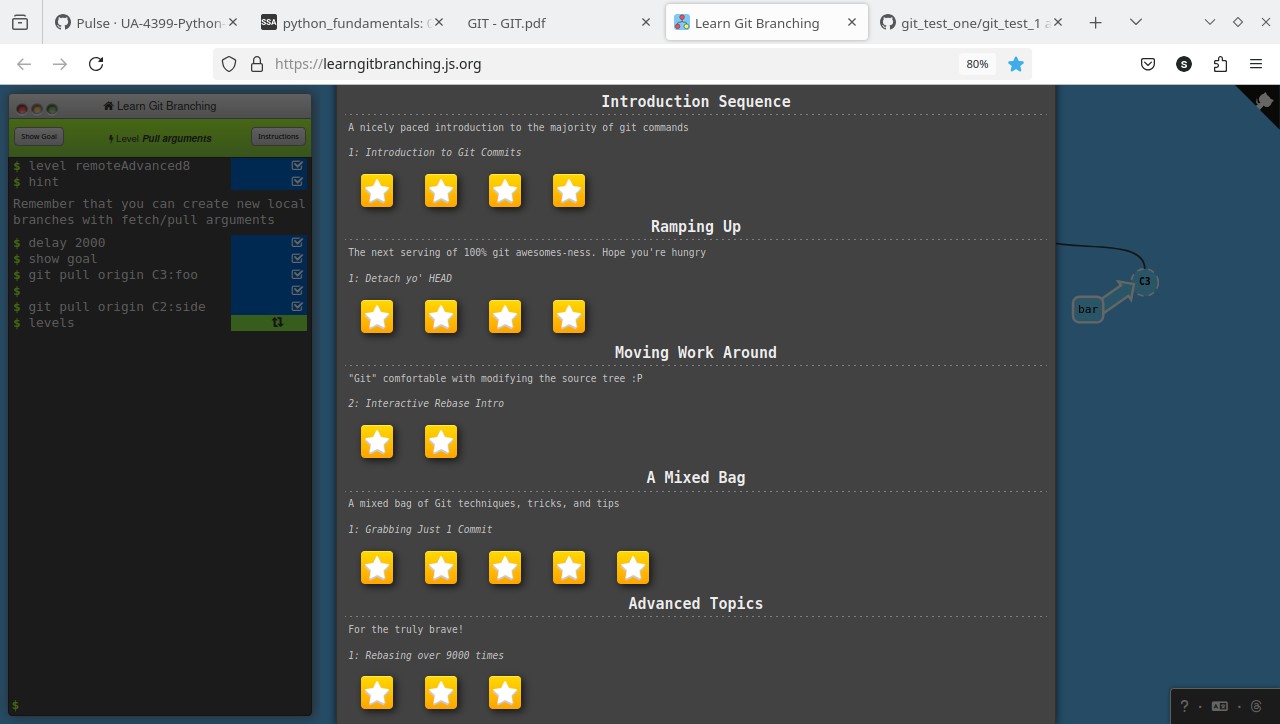 Pulse · UA-4399-Python-
SSA python_fundamentals:
GIT - GIT.pdf
Learn Git Branching
git_test_one/git_test_1
https://learngitbranching.js.org
80%
S
Learn Git Branching
Show Goal
Level Pull arguments
Instructions
$ level remoteAdvanced8
$ hint
Remember that you can create new local
branches with fetch/pull arguments
$ delay 2000
$ show goal
$ git pull origin C3:foo
$
$ git pull origin C2:side
$ levels
$
Introduction Sequence
A nicely paced introduction to the majority of git commands
1: Introduction to Git Commits
Ramping Up
The next serving of 100% git awesomes-ness. Hope you're hungry
1: Detach yo' HEAD
Moving Work Around
"Git" comfortable with modifying the source tree :P
2: Interactive Rebase Intro
A Mixed Bag
A mixed bag of Git techniques, tricks, and tips
1: Grabbing Just 1 Commit
Advanced Topics
For the truly brave!
1: Rebasing over 9000 times
C3
bar
? · ·